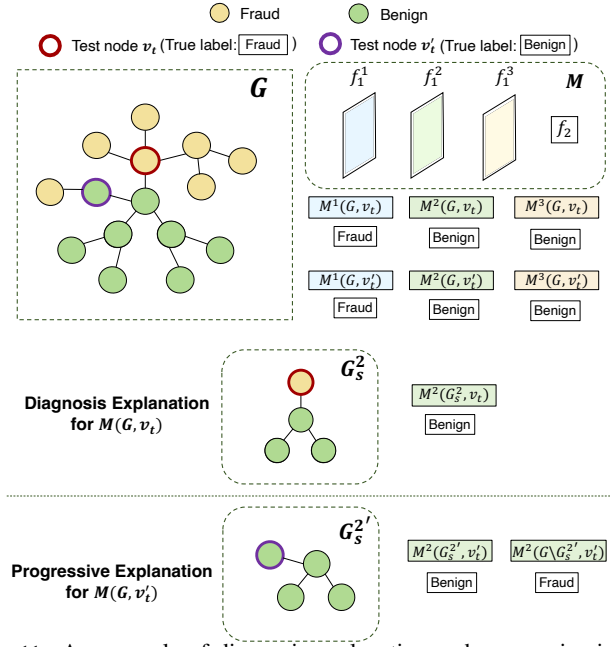 Fraud Benign
Test node v_t (True label: Fraud ) Test node v_t' (True label: Benign )
G
f_1^1 f_1^2 f_1^3 M
f_2
M^1(G, v_t) M^2(G, v_t) M^3(G, v_t)
Fraud Benign Benign
M^1(G, v_t') M^2(G, v_t') M^3(G, v_t')
Fraud Benign Benign
G_s^2
Diagnosis Explanation
for M(G, v_t)
M^2(G_s^2, v_t)
Benign
G_s^2'
Progressive Explanation
for M(G, v_t')
M^2(G_s^2', v_t') M^2(G\G_s^2', v_t')
Benign Fraud